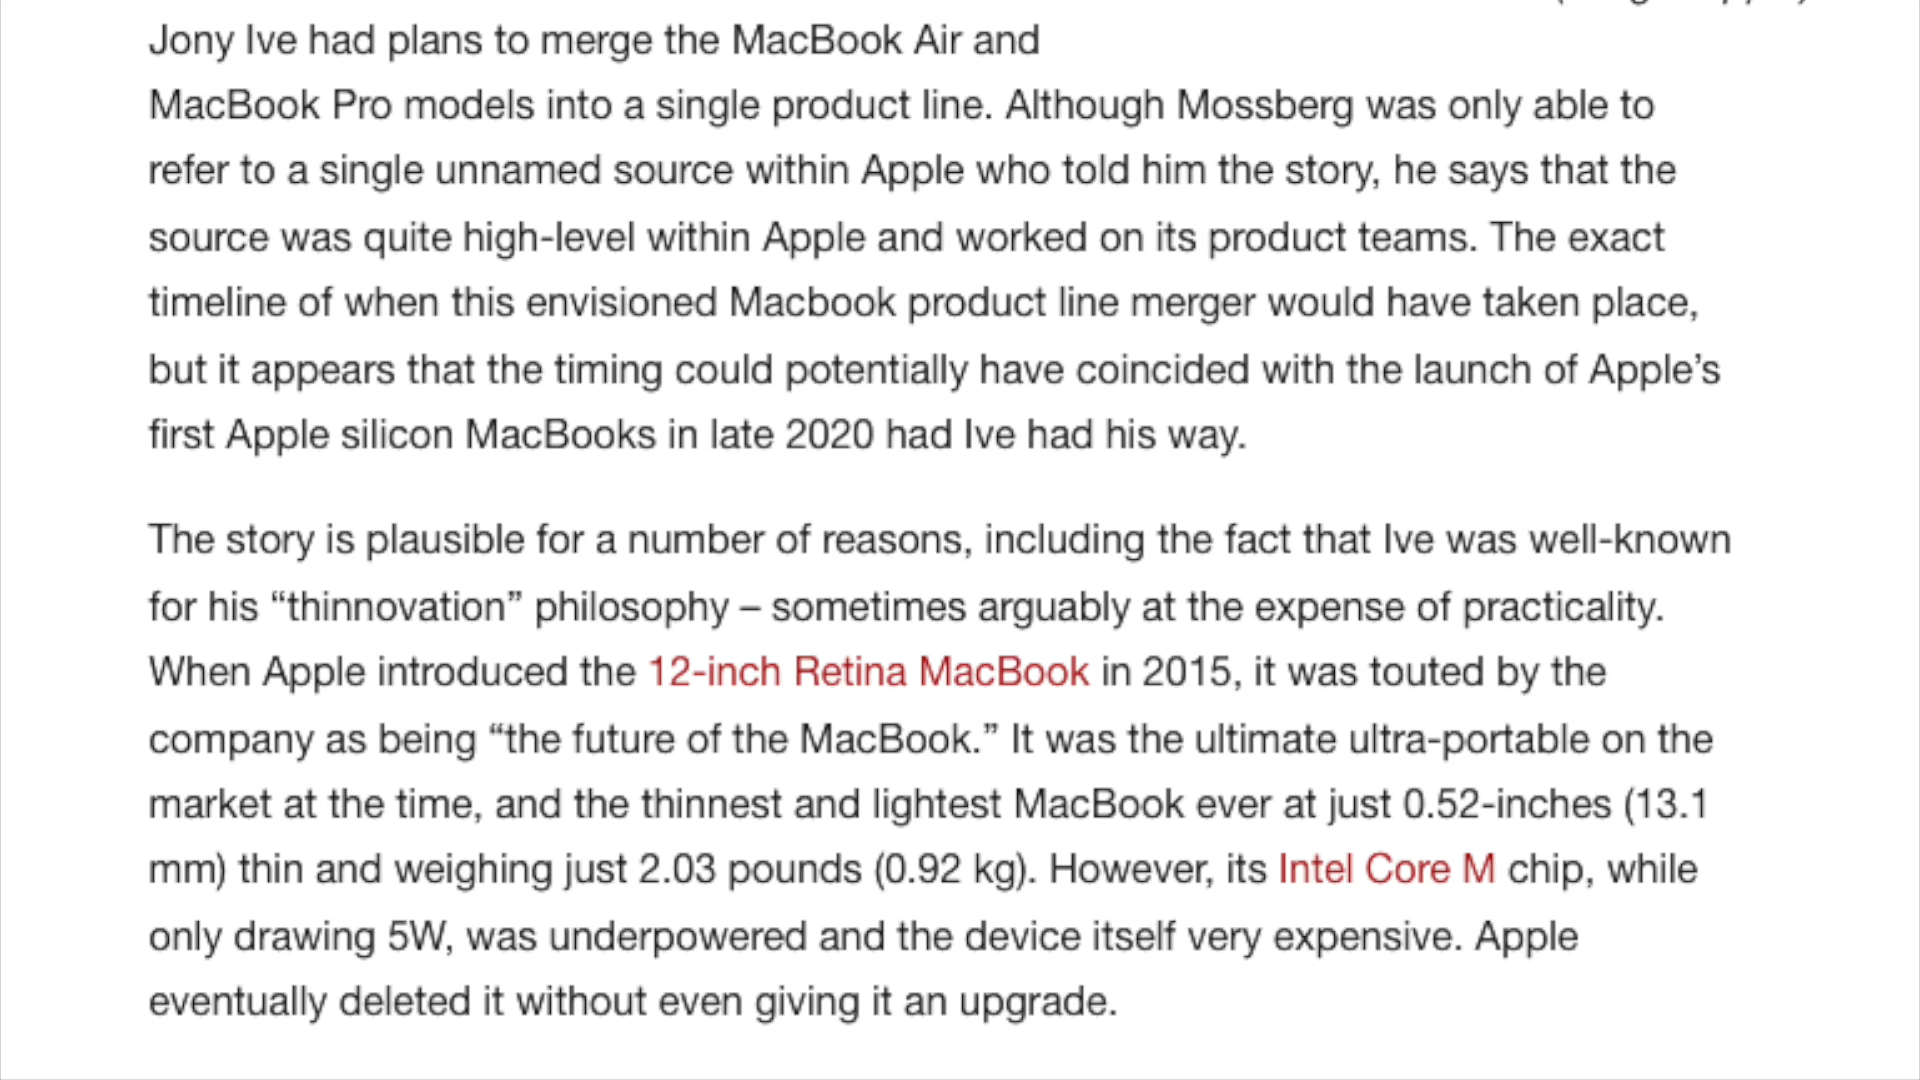 Jony Ive had plans to merge the MacBook Air and
MacBook Pro models into a single product line. Although Mossberg was only able to
refer to a single unnamed source within Apple who told him the story, he says that the
source was quite high-level within Apple and worked on its product teams. The exact
timeline of when this envisioned Macbook product line merger would have taken place,
but it appears that the timing could potentially have coincided with the launch of Apple’s
first Apple silicon MacBooks in late 2020 had Ive had his way.
The story is plausible for a number of reasons, including the fact that Ive was well-known
for his “thinnovation” philosophy – sometimes arguably at the expense of practicality.
When Apple introduced the 12-inch Retina MacBook in 2015, it was touted by the
company as being “the future of the MacBook.” It was the ultimate ultra-portable on the
market at the time, and the thinnest and lightest MacBook ever at just 0.52-inches (13.1
mm) thin and weighing just 2.03 pounds (0.92 kg). However, its Intel Core M chip, while
only drawing 5W, was underpowered and the device itself very expensive. Apple
eventually deleted it without even giving it an upgrade.